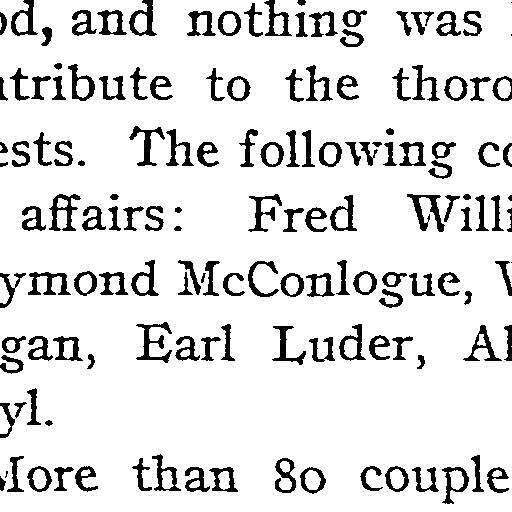 od, and nothing was
ntribute to the thoro
ests. The following co
affairs: Fred Willi
ymond McConlogue,
gan, Earl Luder, Al
yl.
More than 80 couple